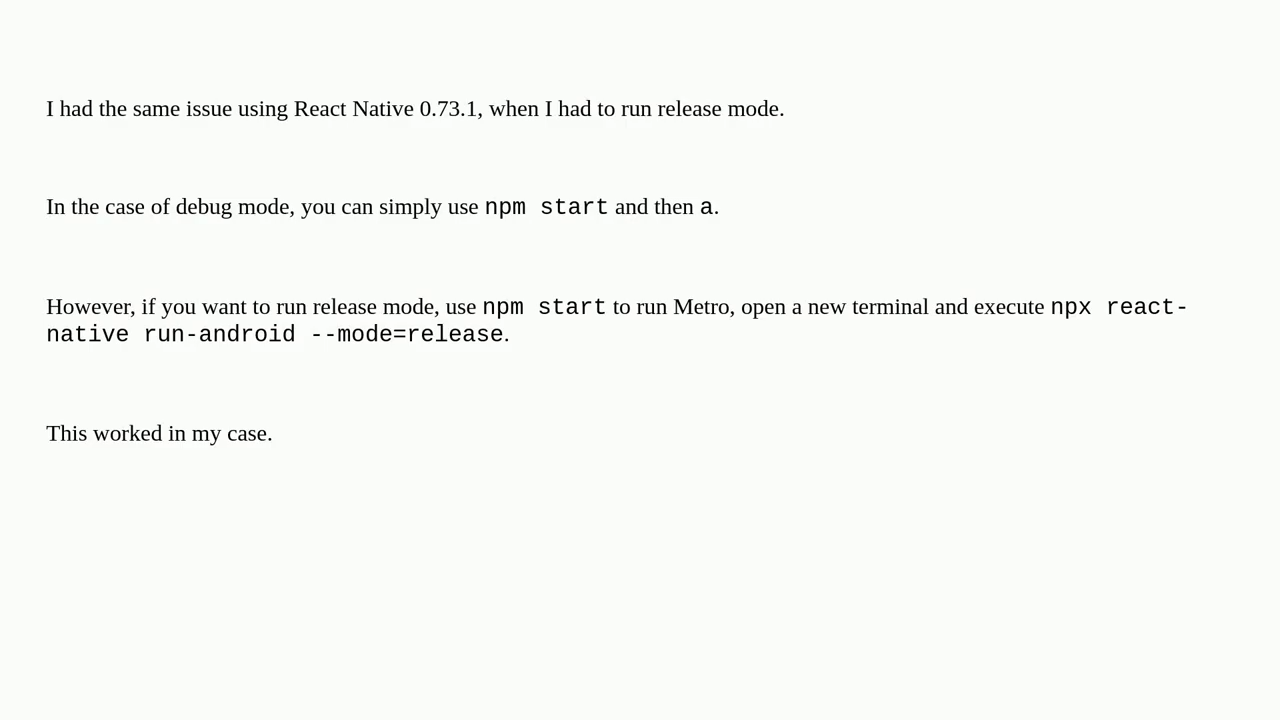 I had the same issue using React Native 0.73.1, when I had to run release mode.
In the case of debug mode, you can simply use npm start and then a.
However, if you want to run release mode, use npm start to run Metro, open a new terminal and execute npx react-
native run-android --mode=release.
This worked in my case.